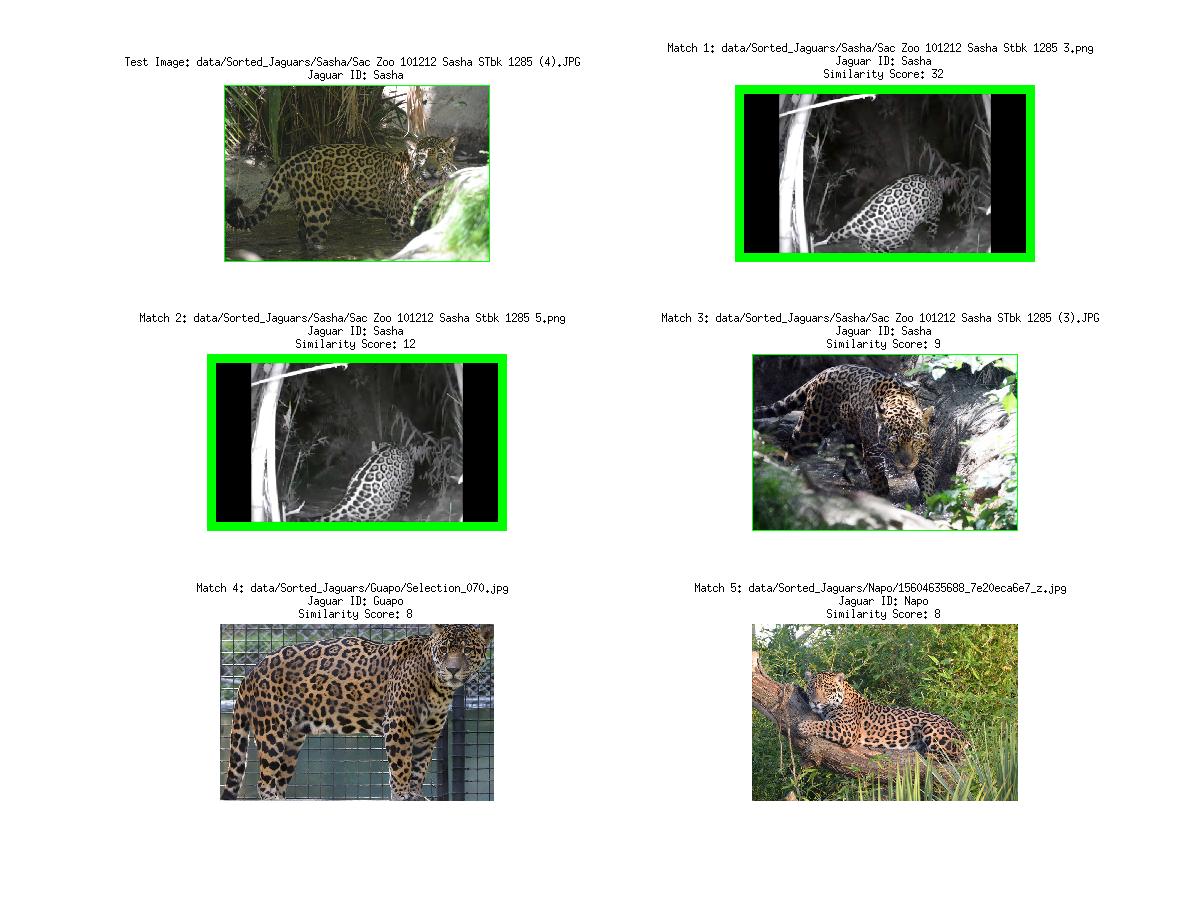 Test Image: data/Sorted_Jaguars/Sasha/Sac Zoo 101212 Sasha STbk 1285 (4).JPG
Jaguar ID: Sasha
Match 1: data/Sorted_Jaguars/Sasha/Sac Zoo 101212 Sasha Stbk 1285 3.png
Jaguar ID: Sasha
Similarity Score: 32
Match 2: data/Sorted_Jaguars/Sasha/Sac Zoo 101212 Sasha Stbk 1285 5.png
Jaguar ID: Sasha
Similarity Score: 12
Match 3: data/Sorted_Jaguars/Sasha/Sac Zoo 101212 Sasha STbk 1285 (3).JPG
Jaguar ID: Sasha
Similarity Score: 9
Match 4: data/Sorted_Jaguars/Guapo/Selection_070.jpg
Jaguar ID: Guapo
Similarity Score: 8
Match 5: data/Sorted_Jaguars/Napo/15604635688_7e20eca6e7_z.jpg
Jaguar ID: Napo
Similarity Score: 8